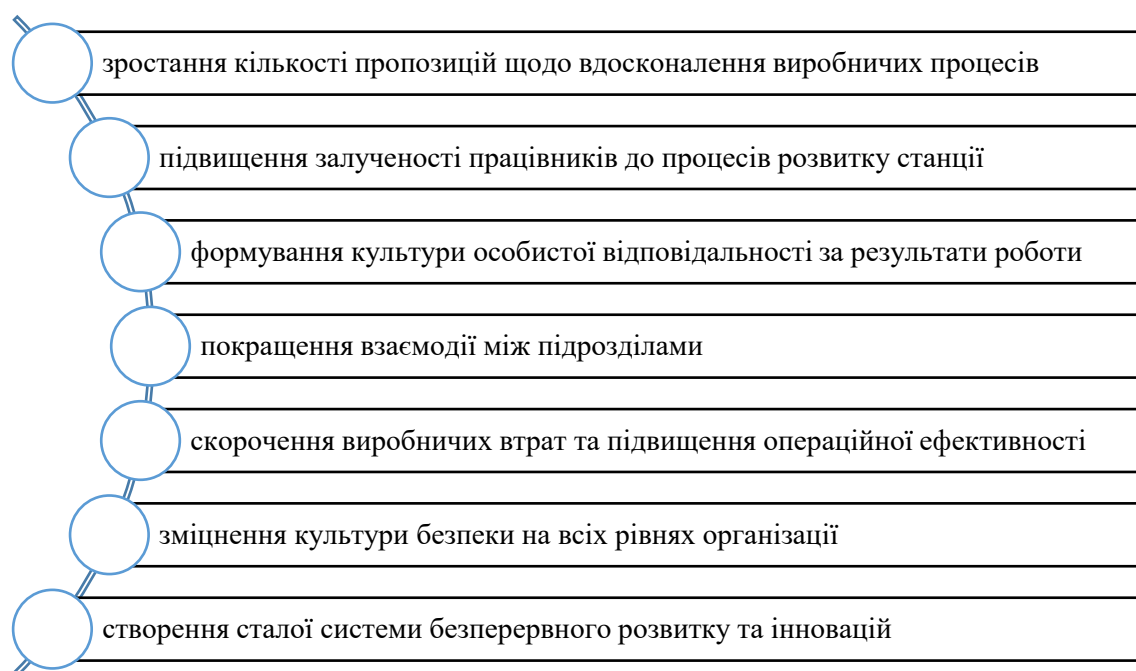 зростання кількості пропозицій щодо вдосконалення виробничих процесів
підвищення залученості працівників до процесів розвитку станції
формування культури особистої відповідальності за результати роботи
покращення взаємодії між підрозділами
скорочення виробничих втрат та підвищення операційної ефективності
зміцнення культури безпеки на всіх рівнях організації
створення сталої системи безперервного розвитку та інновацій